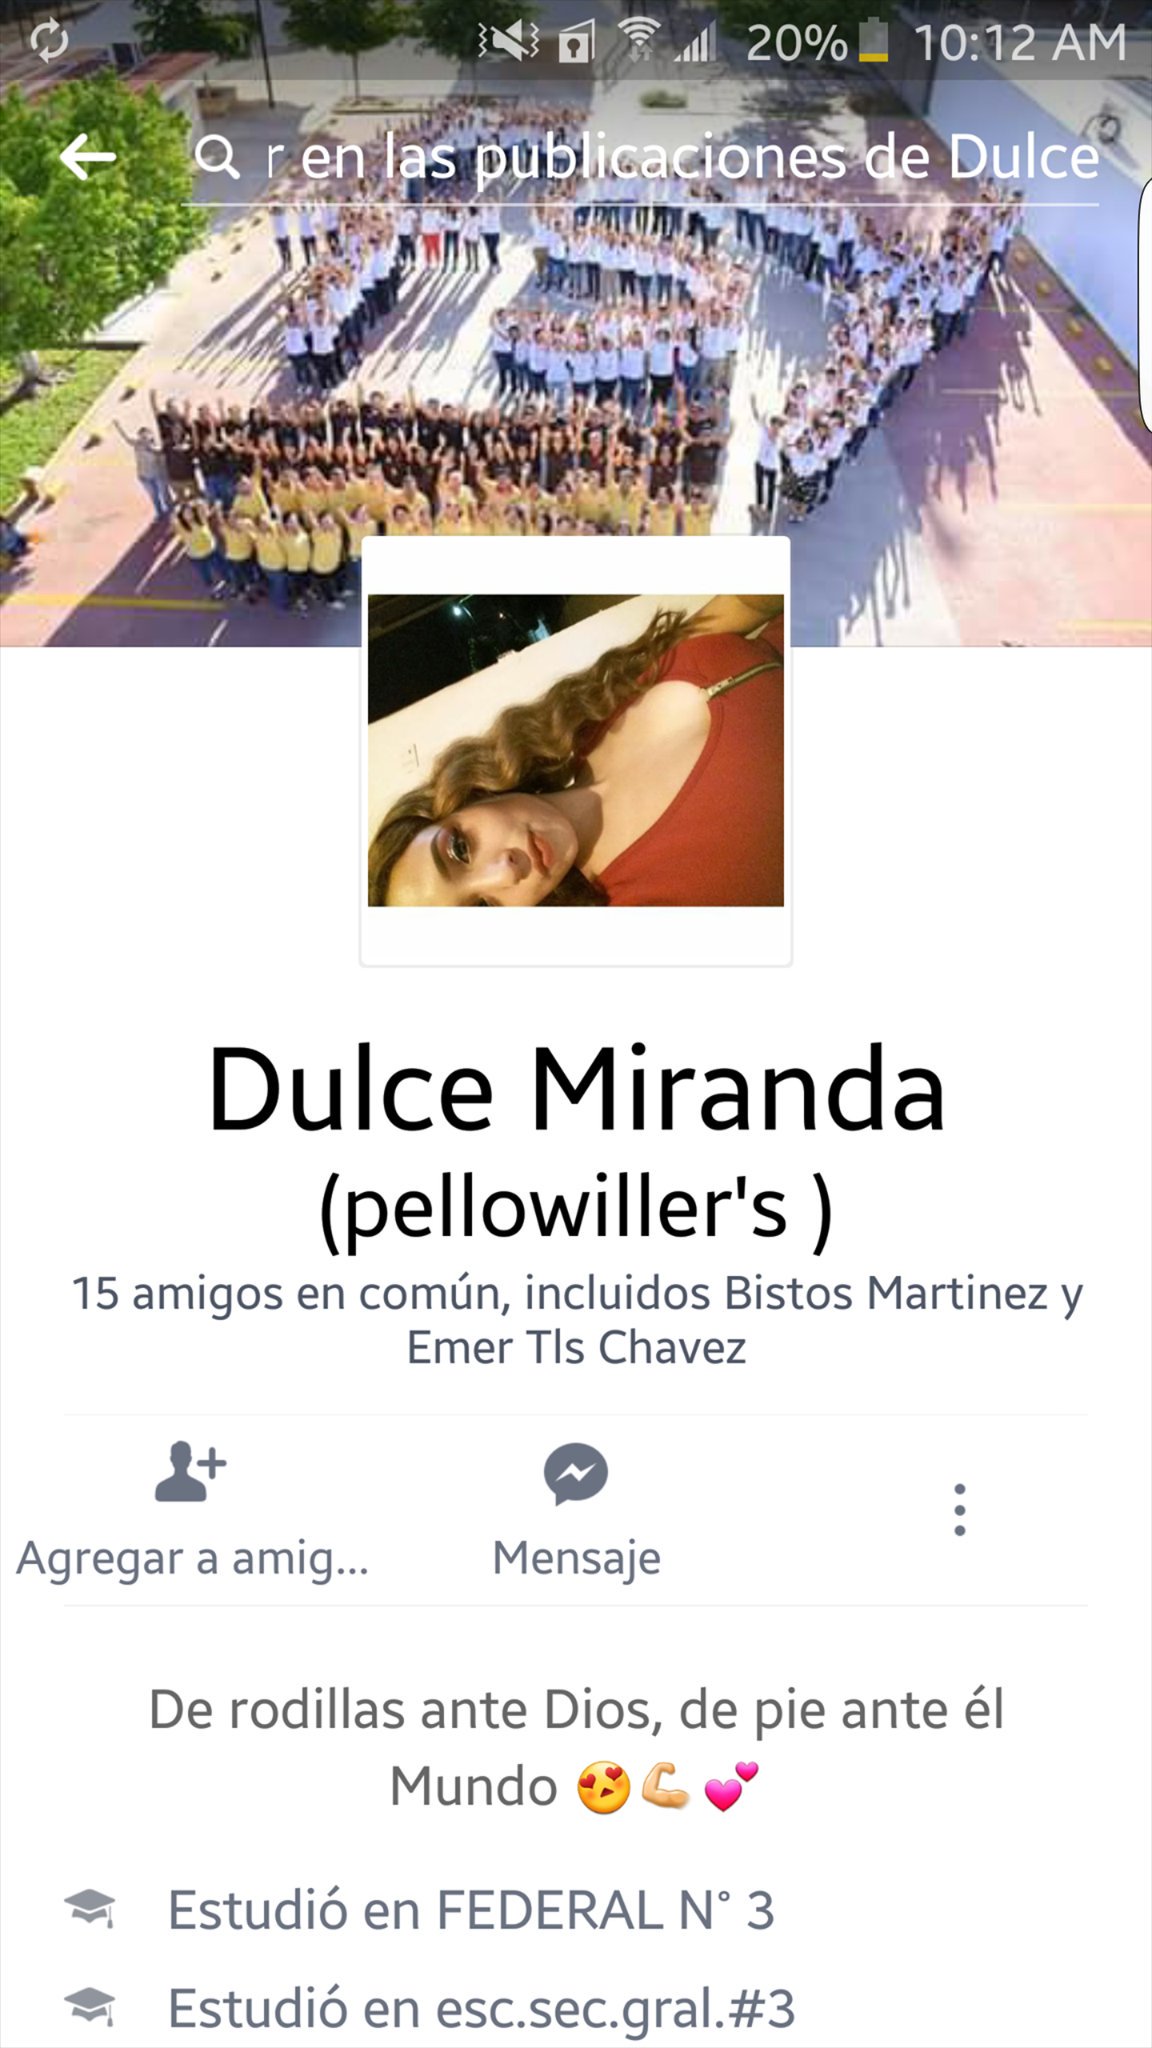 20% 10:12 AM
r en las publicaciones de Dulce
Dulce Miranda
(pellowiller's )
15 amigos en común, incluidos Bistos Martinez y
Emer Tls Chavez
Agregar a amig...
Mensaje
De rodillas ante Dios, de pie ante él
Mundo 😍💪💕
Estudió en FEDERAL N° 3
Estudió en esc.sec.gral.#3